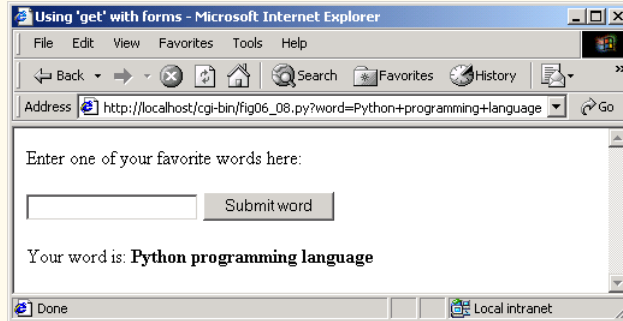 Using 'get' with forms - Microsoft Internet Explorer
File Edit View Favorites Tools Help
Back Search Favorites History »
Address http://localhost/cgi-bin/fig06_08.py?word=Python+programming+language Go
Enter one of your favorite words here:
Submit word
Your word is: Python programming language
Done Local intranet